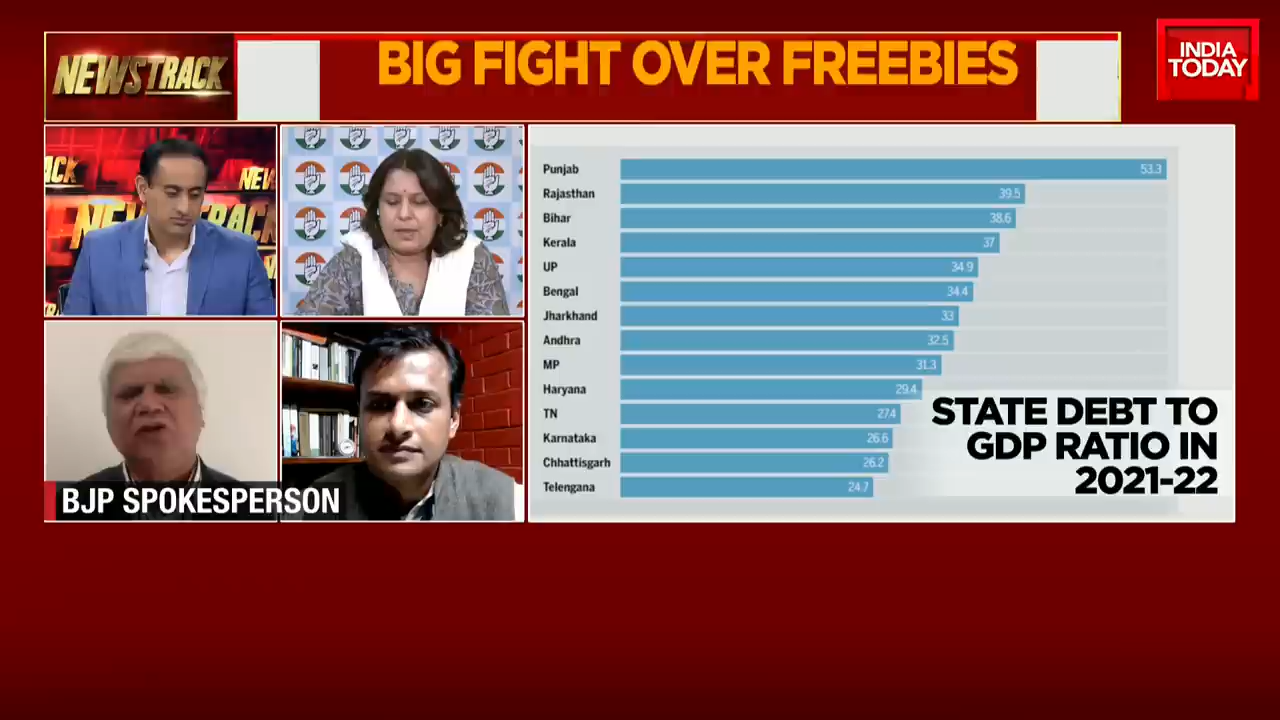 NEWSTRACK
BIG FIGHT OVER FREEBIES
INDIA
TODAY
ACK
NEW
NEWSTRACK
BJP SPOKESPERSON
Punjab 53.3
Rajasthan 39.5
Bihar 38.6
Kerala 37
UP 34.9
Bengal 34.4
Jharkhand 33
Andhra 32.5
MP 31.3
Haryana 29.4
TN 27.4
Karnataka 26.6
Chhattisgarh 26.2
Telengana 24.7
STATE DEBT TO
GDP RATIO IN
2021-22